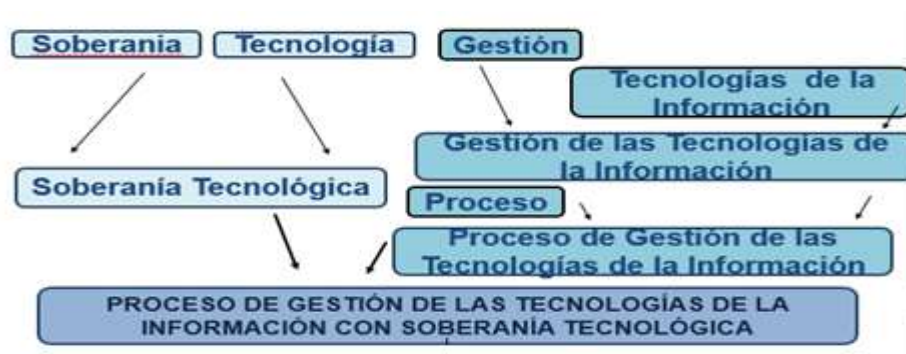 Soberania
Tecnología
Gestión
Tecnologías de la
Información
Gestión de las Tecnologías de
la Información
Soberanía Tecnológica
Proceso
Proceso de Gestión de las
Tecnologías de la Información
PROCESO DE GESTIÓN DE LAS TECNOLOGÍAS DE LA
INFORMACIÓN CON SOBERANÍA TECNOLÓGICA